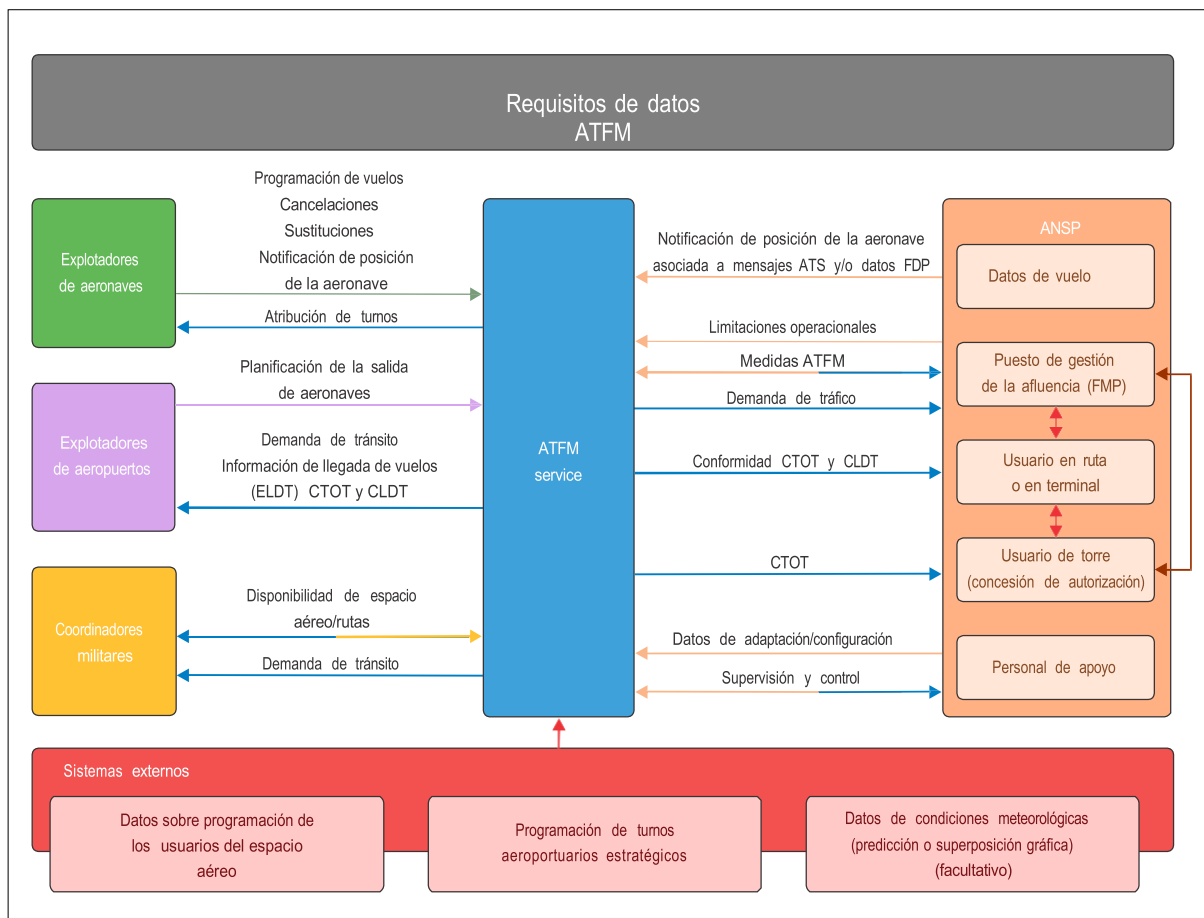 Requisitos de datos
ATFM
Programación de vuelos
Cancelaciones
Sustituciones
Notificación de posición
de la aeronave
Atribución de turnos
Explotadores
de aeronaves
Planificación de la salida
de aeronaves
Demanda de tránsito
Información de llegada de vuelos
(ELDT) CTOT y CLDT
Explotadores
de aeropuertos
Disponibilidad de espacio
aéreo/rutas
Demanda de tránsito
Coordinadores
militares
ATFM
service
Notificación de posición de la aeronave
asociada a mensajes ATS y/o datos FDP
Limitaciones operacionales
Medidas ATFM
Demanda de tráfico
Conformidad CTOT y CLDT
CTOT
Datos de adaptación/configuración
Supervisión y control
ANSP
Datos de vuelo
Puesto de gestión
de la afluencia (FMP)
Usuario en ruta
o en terminal
Usuario de torre
(concesión de autorización)
Personal de apoyo
Sistemas externos
Datos sobre programación de
los usuarios del espacio
aéreo
Programación de turnos
aeroportuarios estratégicos
Datos de condiciones meteorológicas
(predicción o superposición gráfica)
(facultativo)